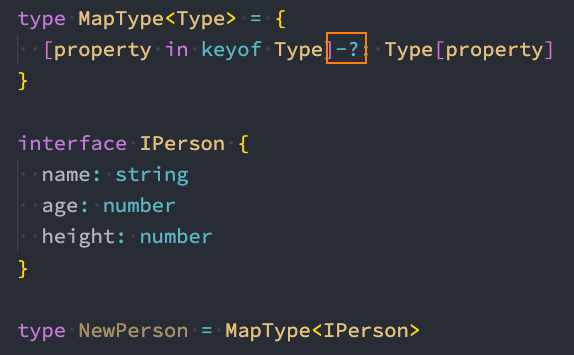 type MapType<Type> = {
  [property in keyof Type]-?: Type[property]
}
interface IPerson {
  name: string
  age: number
  height: number
}
type NewPerson = MapType<IPerson>